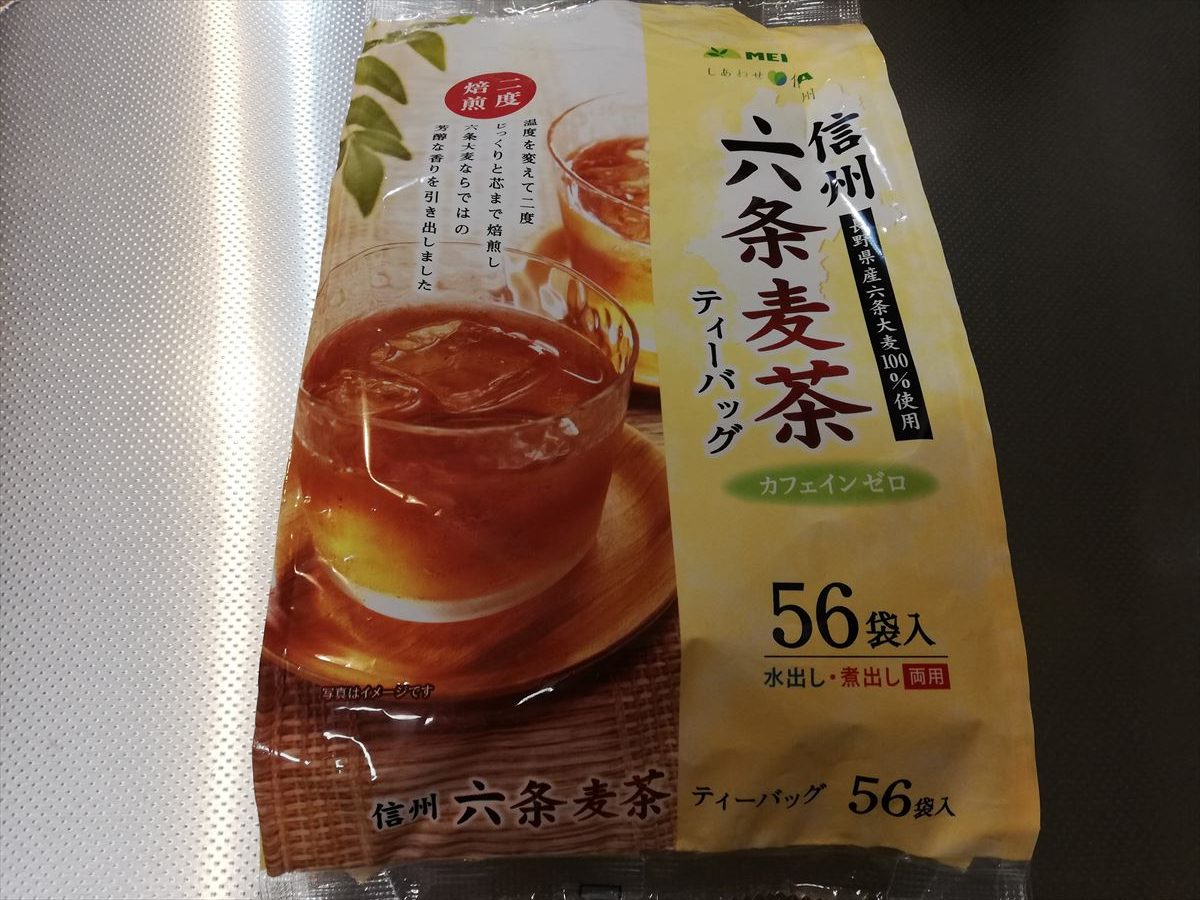 MEI
しあわせ信州
信州
六条麦茶
ティーバッグ
長野県産六条大麦100%使用
二度
焙煎
温度を変えて二度
じっくりと芯まで焙煎し
六条大麦ならではの
芳醇な香りを引き出しました
カフェインゼロ
56袋入
水出し・煮出し 両用
写真はイメージです
信州 六条麦茶 ティーバッグ 56袋入